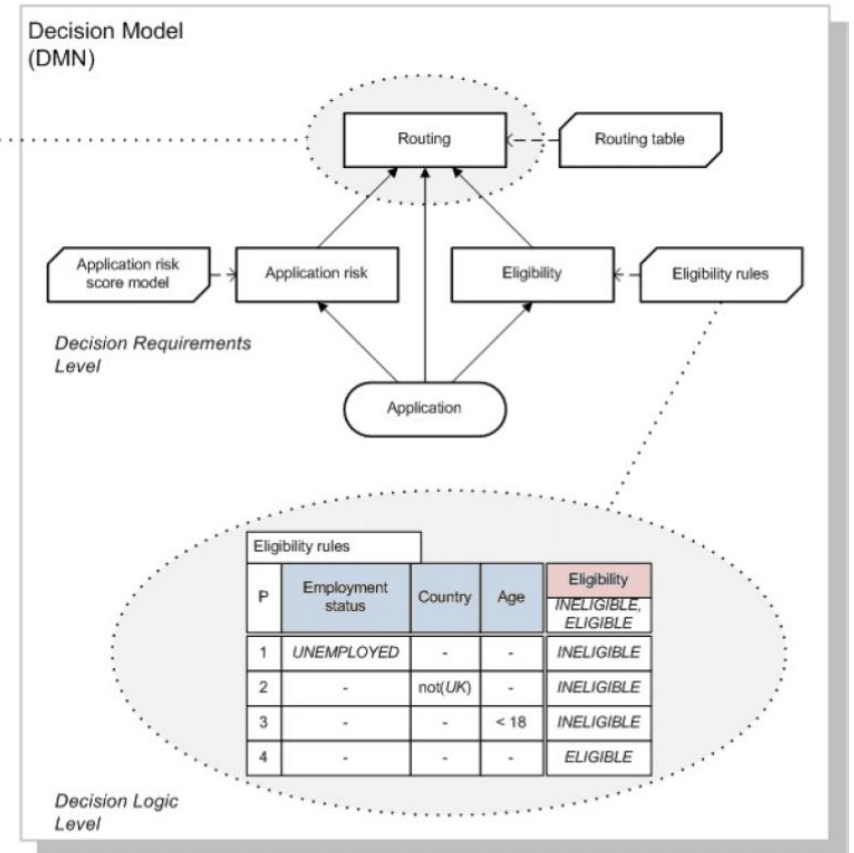 Decision Model
(DMN)
Routing
Routing table
Application risk
score model
Application risk
Eligibility
Eligibility rules
Decision Requirements
Level
Application
Eligibility rules
P
Employment
status
Country
Age
Eligibility
INELIGIBLE,
ELIGIBLE
1 UNEMPLOYED - - INELIGIBLE
2 - not(UK) - INELIGIBLE
3 - - < 18 INELIGIBLE
4 - - - ELIGIBLE
Decision Logic
Level